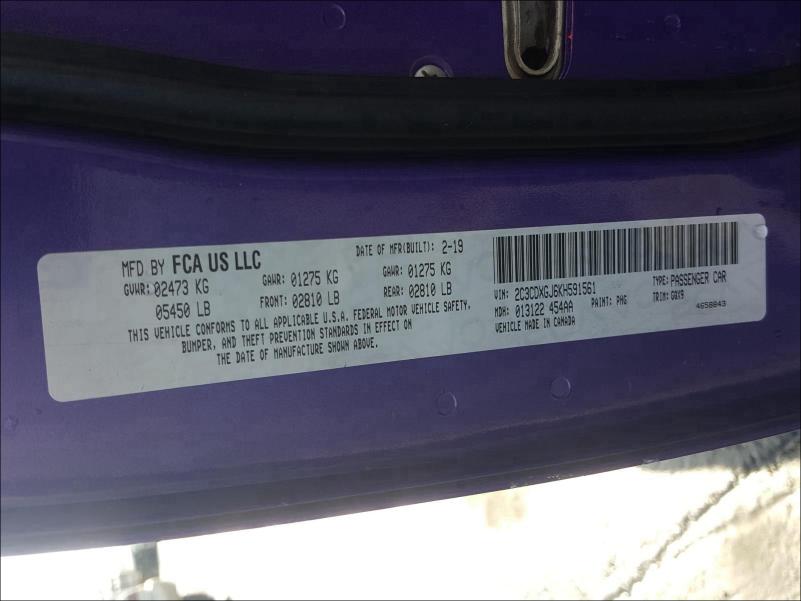 MFD BY FCA US LLC
DATE OF MFR(BUILT): 2-19
GVWR: 02473 KG
GAWR: 01275 KG
GAWR: 01275 KG
05450 LB
FRONT: 02810 LB
REAR: 02810 LB
THIS VEHICLE CONFORMS TO ALL APPLICABLE U.S.A. FEDERAL MOTOR VEHICLE SAFETY,
BUMPER, AND THEFT PREVENTION STANDARDS IN EFFECT ON
THE DATE OF MANUFACTURE SHOWN ABOVE.
VIN: 2C3CDXGJ6KH591561
TYPE: PASSENGER CAR
MDH: 013122 454AA
PAINT: PHG
TRIM: GDX9
VEHICLE MADE IN CANADA
4658843